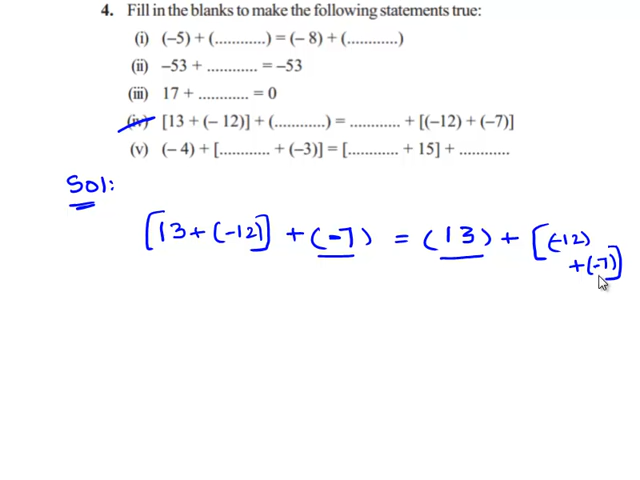 4. Fill in the blanks to make the following statements true:
(i) (–5) + (............) = (– 8) + (............)
(ii) –53 + ............ = –53
(iii) 17 + ............ = 0
(iv) [13 + (– 12)] + (............) = ............ + [(–12) + (–7)]
(v) (– 4) + [............ + (–3)] = [............ + 15] + ............
Sol:
[13 + (-12)] + (-7) = (13) + [(-12)
+ (-7)]